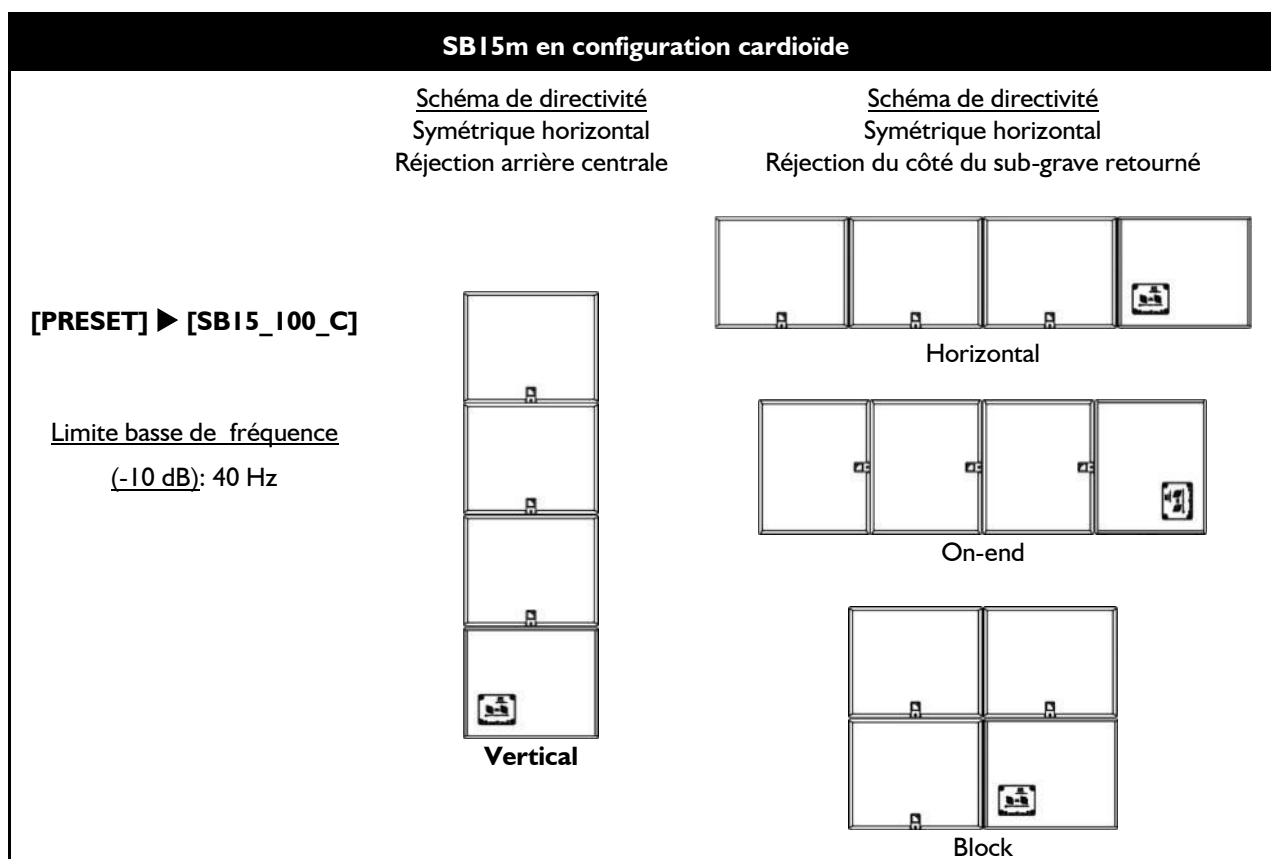 SB15m en configuration cardioïde
Schéma de directivité
Symétrique horizontal
Réjection arrière centrale
Schéma de directivité
Symétrique horizontal
Réjection du côté du sub-grave retourné
[PRESET] ▶ [SB15_100_C]
Limite basse de fréquence
(-10 dB): 40 Hz
Vertical
Horizontal
On-end
Block